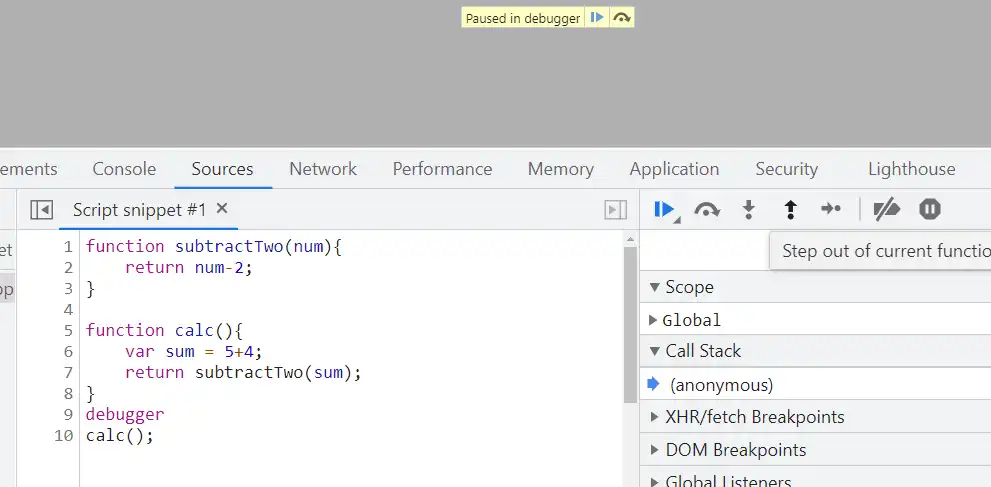 Paused in debugger
ements Console Sources Network Performance Memory Application Security Lighthouse
Script snippet #1 ×
et
op
1 function subtractTwo(num){
2 return num-2;
3 }
4
5 function calc(){
6 var sum = 5+4;
7 return subtractTwo(sum);
8 }
9 debugger
10 calc();
Step out of current functio
Scope
Global
Call Stack
(anonymous)
XHR/fetch Breakpoints
DOM Breakpoints
Global Listeners